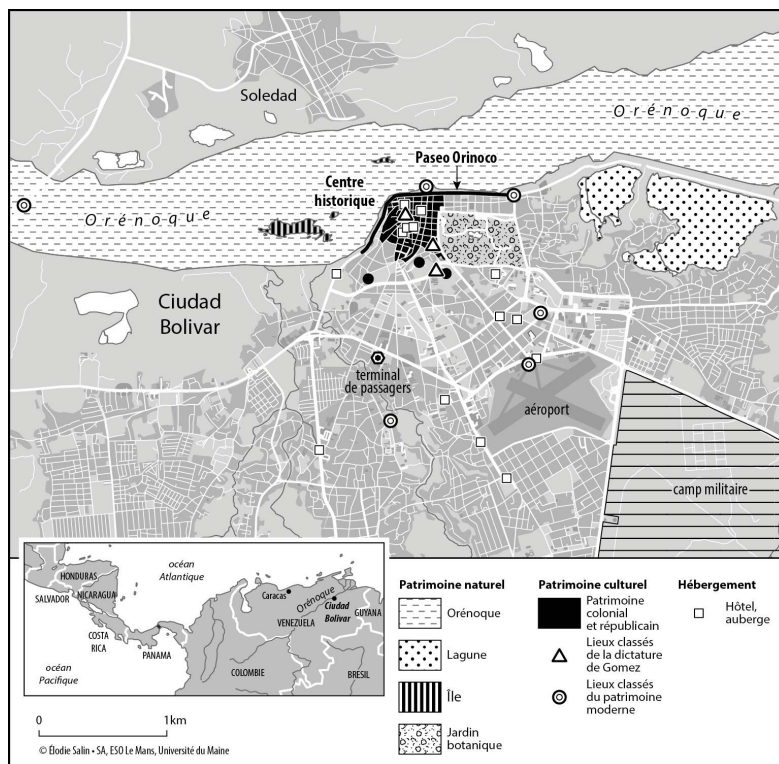 Soledad
Orénoque
Paseo Orinoco
Centre
historique
Orénoque
Ciudad
Bolivar
terminal
de passagers
aéroport
camp militaire
océan
Atlantique
HONDURAS
SALVADOR
NICARAGUA
COSTA
RICA
PANAMA
océan
Pacifique
Caracas
Orénoque
Ciudad
Bolivar
VENEZUELA
GUYANA
COLOMBIE
BRESIL
0 1km
© Élodie Salin • SA, ESO Le Mans, Université du Maine
Patrimoine naturel
Orénoque
Lagune
Île
Jardin
botanique
Patrimoine culturel
Patrimoine
colonial
et républicain
Lieux classés
de la dictature
de Gomez
Lieux classés
du patrimoine
moderne
Hébergement
Hôtel,
auberge